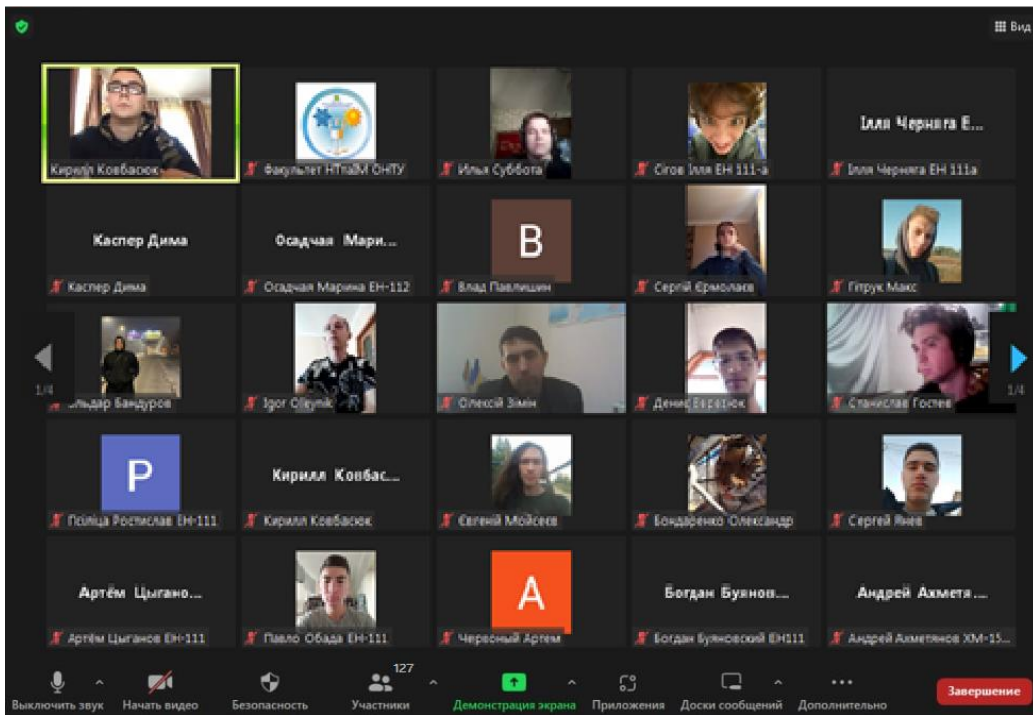 Вид
Кирилл Ковбасюк
Факультет НТтаІМ ОНТУ
Илья Суббота
Сігов Ілля ЕН 111-а
Ілля Черняга Е...
Ілля Черняга ЕН 111а
Каспер Дима
Каспер Дима
Осадчая Мари...
Осадчая Марина ЕН-112
В
Влад Павлишин
Сергій Єрмолаєв
Гітрук Макс
1/4
Ельдар Бандуров
Igor Oleynik
Олексій Зімін
Денис
Станислав Гостев
1/4
Р
Ростислав ЕН-111
Кирилл Ковбас...
Кирилл Ковбасюк
Євгеній Мойсеєв
Бондаренко Олександр
Сергей Янев
Артём Цыгано...
Артём Цыганов ЕН-111
Павло Обада ЕН-111
А
Червоный Артем
Богдан Буянов...
Богдан Буяновский ЕН111
Андрей Ахметя...
Андрей Ахметянов ХМ-15...
Выключить звук
Начать видео
Безопасность
127
Участники
Демонстрация экрана
Приложения
Доски сообщений
Дополнительно
Завершение